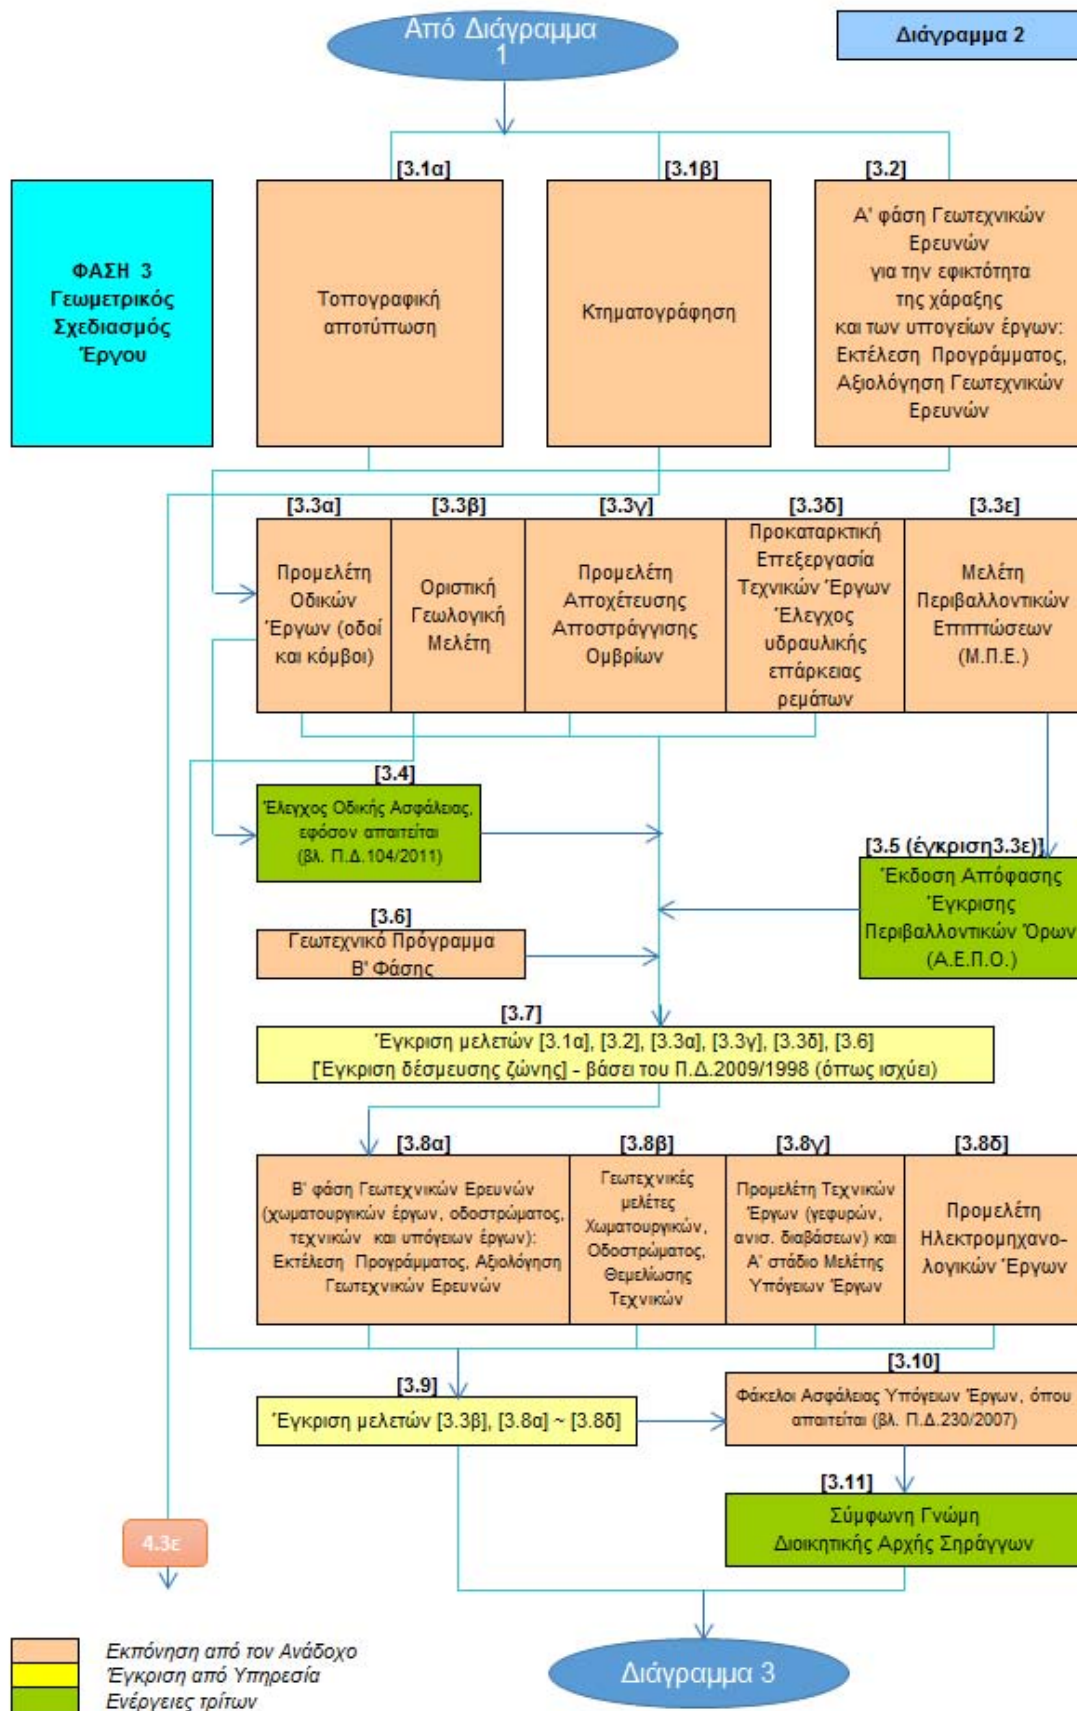 Από Διάγραμμα
1
Διάγραμμα 2
[3.1α]
[3.1β]
[3.2]
ΦΑΣΗ 3
Γεωμετρικός
Σχεδιασμός
Έργου
Τοπογραφική
αποτύπωση
Κτηματογράφηση
Α' φάση Γεωτεχνικών
Ερευνών
για την εφικτότητα
της χάραξης
και των υπογείων έργων:
Εκτέλεση Προγράμματος,
Αξιολόγηση Γεωτεχνικών
Ερευνών
[3.3α]
[3.3β]
[3.3γ]
[3.3δ]
[3.3ε]
Προμελέτη
Οδικών
Έργων (οδοί
και κόμβοι)
Οριστική
Γεωλογική
Μελέτη
Προμελέτη
Αποχέτευσης
Αποστράγγισης
Ομβρίων
Προκαταρκτική
Επεξεργασία
Τεχνικών Έργων
Έλεγχος
υδραυλικής
επάρκειας
ρεμάτων
Μελέτη
Περιβαλλοντικών
Επιπτώσεων
(Μ.Π.Ε.)
[3.4]
Έλεγχος Οδικής Ασφάλειας,
εφόσον απαιτείται
(βλ. Π.Δ.104/2011)
[3.5 (έγκριση3.3ε)]
Έκδοση Απόφασης
Έγκρισης
Περιβαλλοντικών Όρων
(Α.Ε.Π.Ο.)
[3.6]
Γεωτεχνικό Πρόγραμμα
Β' Φάσης
[3.7]
Έγκριση μελετών [3.1α], [3.2], [3.3α], [3.3γ], [3.3δ], [3.6]
[Έγκριση δέσμευσης ζώνης] - βάσει του Π.Δ.2009/1998 (όπως ισχύει)
[3.8α]
[3.8β]
[3.8γ]
[3.8δ]
Β' φάση Γεωτεχνικών Ερευνών
(χωματουργικών έργων, οδοστρώματος,
τεχνικών και υπόγειων έργων):
Εκτέλεση Προγράμματος, Αξιολόγηση
Γεωτεχνικών Ερευνών
Γεωτεχνικές
μελέτες
Χωματουργικών,
Οδοστρώματος,
Θεμελίωσης
Τεχνικών
Προμελέτη Τεχνικών
Έργων (γεφυρών,
ανισ. διαβάσεων) και
Α' στάδιο Μελέτης
Υπόγειων Έργων
Προμελέτη
Ηλεκτρομηχανο-
λογικών Έργων
[3.9]
Έγκριση μελετών [3.3β], [3.8α] ~ [3.8δ]
[3.10]
Φάκελοι Ασφάλειας Υπόγειων Έργων, όπου
απαιτείται (βλ. Π.Δ.230/2007)
[3.11]
Σύμφωνη Γνώμη
Διοικητικής Αρχής Σηράγγων
4.3ε
Διάγραμμα 3
Εκπόνηση από τον Ανάδοχο
Έγκριση από Υπηρεσία
Ενέργειες τρίτων